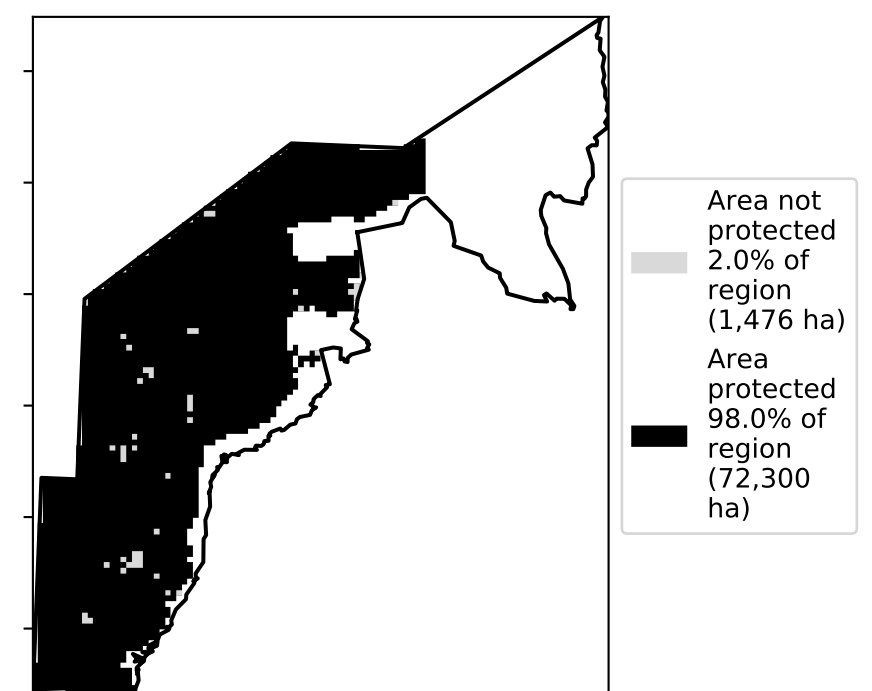 Area not
protected
2.0% of
region
(1,476 ha)
Area
protected
98.0% of
region
(72,300
ha)